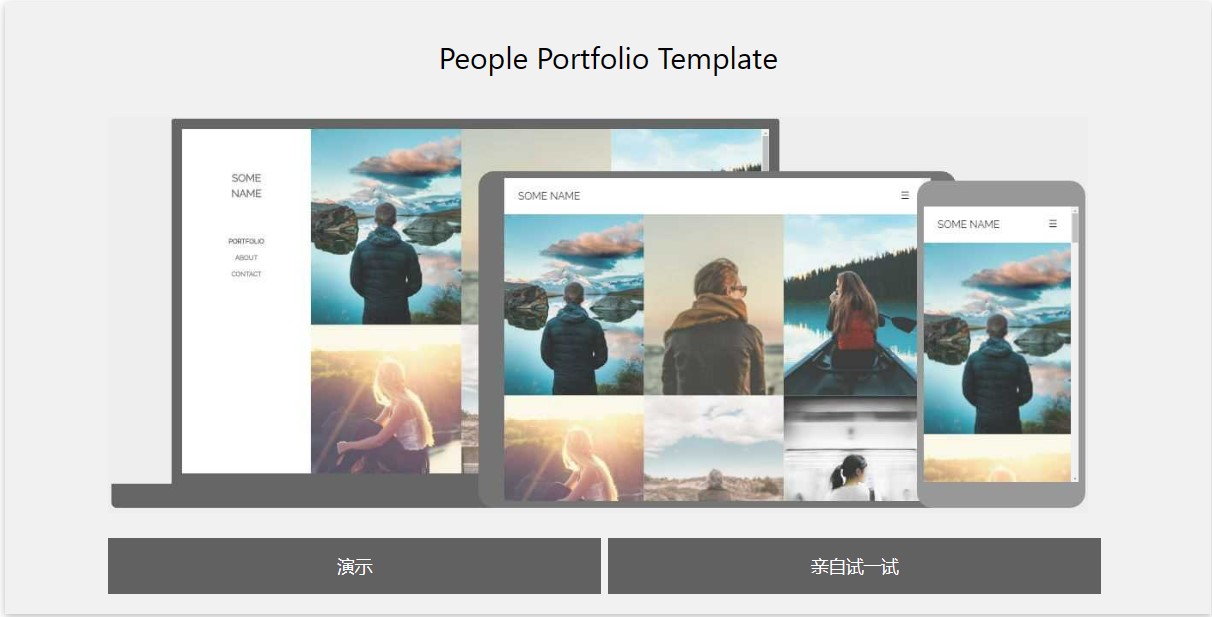 People Portfolio Template
SOME
NAME
PORTFOLIO
ABOUT
CONTACT
SOME NAME
SOME NAME
演示
亲自试一试